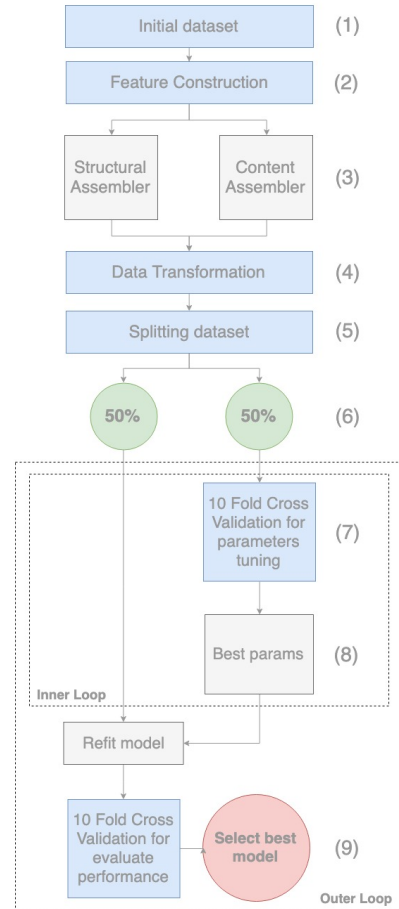 Initial dataset
(1)
Feature Construction
(2)
Structural
Assembler
Content
Assembler
(3)
Data Transformation
(4)
Splitting dataset
(5)
50%
50%
(6)
10 Fold Cross
Validation for
parameters
tuning
(7)
Best params
(8)
Inner Loop
Refit model
10 Fold Cross
Validation for
evaluate
performance
Select best
model
(9)
Outer Loop